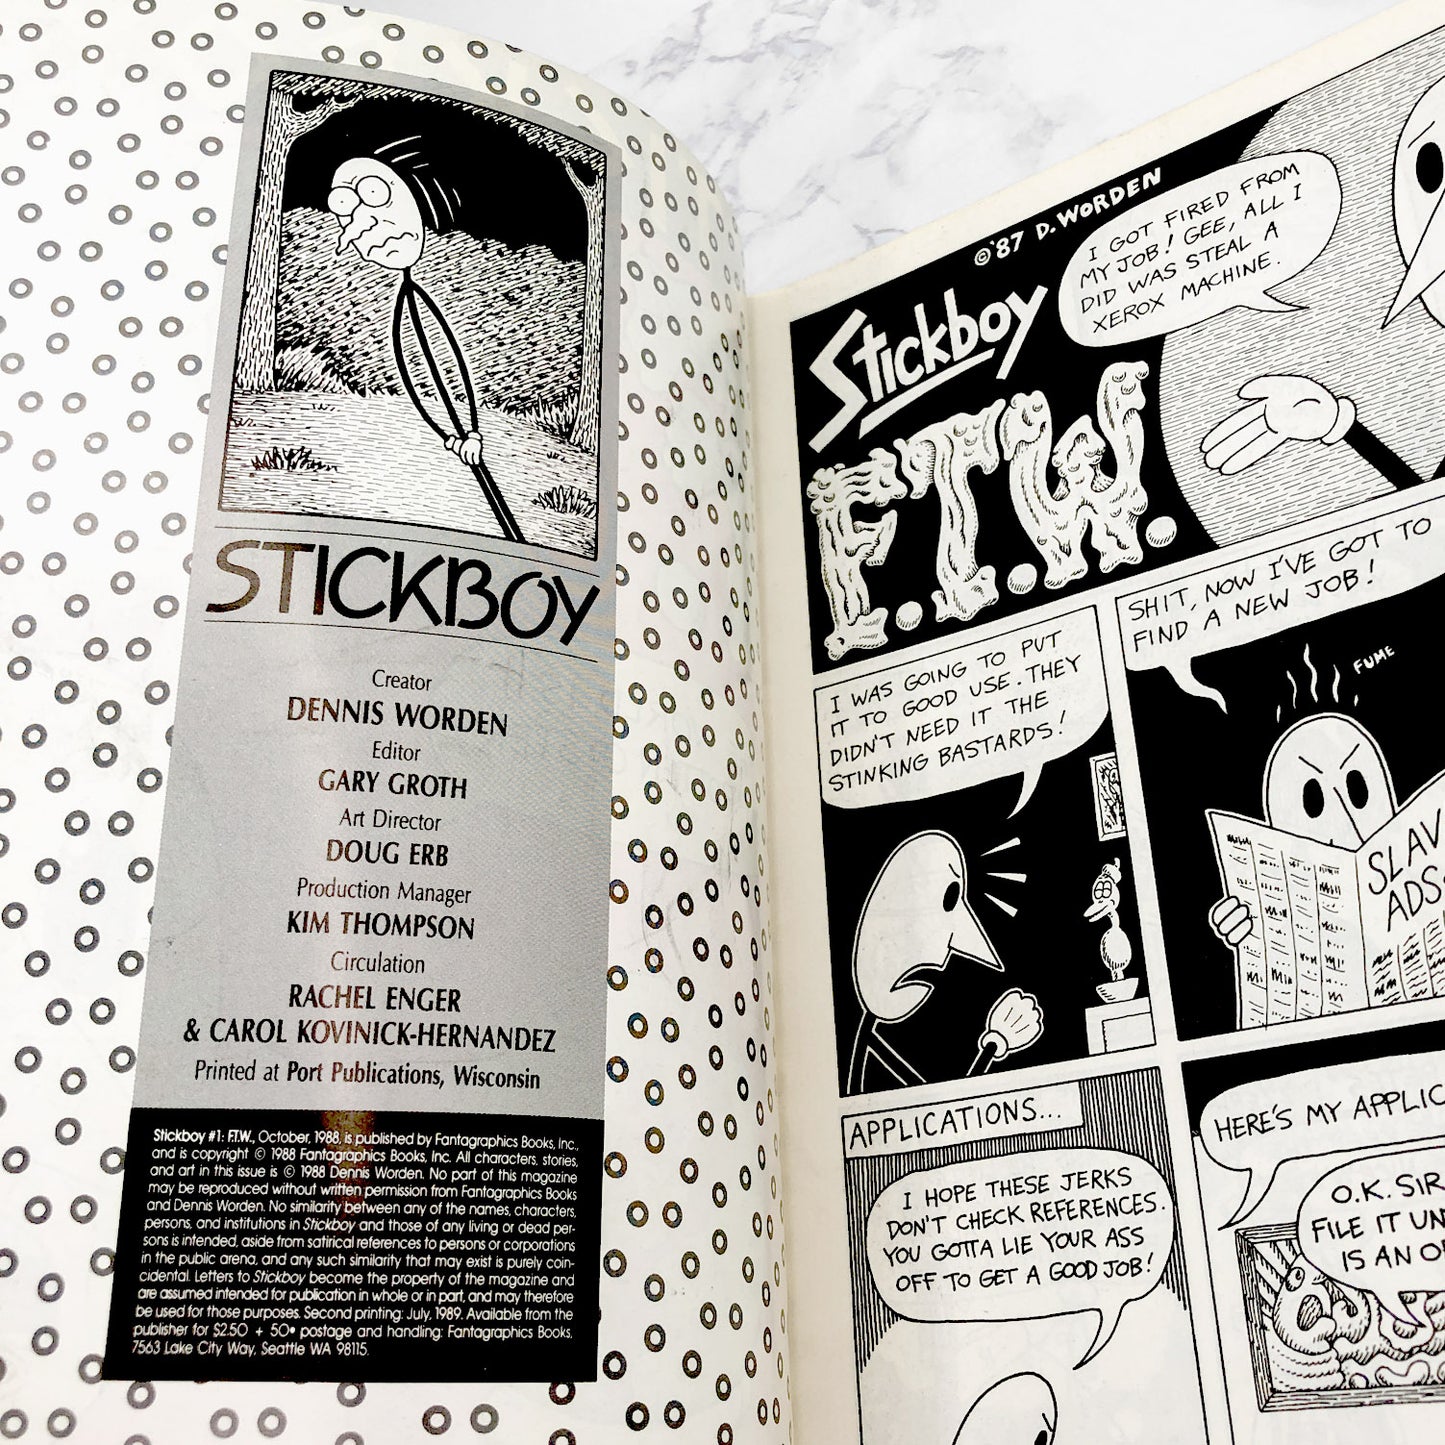 STICKBOY
Creator
DENNIS WORDEN
Editor
GARY GROTH
Art Director
DOUG ERB
Production Manager
KIM THOMPSON
Circulation
RACHEL ENGER
& CAROL KOVINICK-HERNANDEZ
Printed at Port Publications, Wisconsin
Stickboy #1: F.T.W., October, 1988, is published by Fantagraphics Books, Inc.,
and is copyright © 1988 Fantagraphics Books, Inc. All characters, stories,
and art in this issue is © 1988 Dennis Worden. No part of this magazine
may be reproduced without written permission from Fantagraphics Books
and Dennis Worden. No similarity between any of the names, characters,
persons, and institutions in Stickboy and those of any living or dead per-
sons is intended, aside from satirical references to persons or corporations
in the public arena, and any such similarity that may exist is purely coin-
cidental. Letters to Stickboy become the property of the magazine and
are assumed intended for publication in whole or in part, and may therefore
be used for those purposes. Second printing: July, 1989. Available from the
publisher for $2.50 + 50¢ postage and handling: Fantagraphics Books,
7563 Lake City Way, Seattle WA 98115.
©'87 D. WORDEN
Stickboy
F.T.W.
I GOT FIRED FROM
MY JOB! GEE, ALL I
DID WAS STEAL A
XEROX MACHINE.
I WAS GOING TO PUT
IT TO GOOD USE. THEY
DIDN'T NEED IT THE
STINKING BASTARDS!
SHIT, NOW I'VE GOT TO
FIND A NEW JOB!
FUME
SLAV
ADS
APPLICATIONS...
I HOPE THESE JERKS
DON'T CHECK REFERENCES.
YOU GOTTA LIE YOUR ASS
OFF TO GET A GOOD JOB!
HERE'S MY APPLIC
O.K. SIR
FILE IT UN
IS AN O